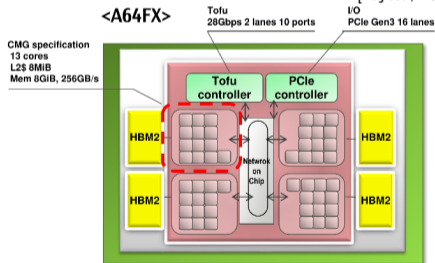 <A64FX>
Tofu
28Gbps 2 lanes 10 ports
I/O
PCIe Gen3 16 lanes
CMG specification
13 cores
L2$ 8MiB
Mem 8GiB, 256GB/s
Tofu
controller
PCIe
controller
HBM2
HBM2
Netwrok
on
Chip
HBM2
HBM2